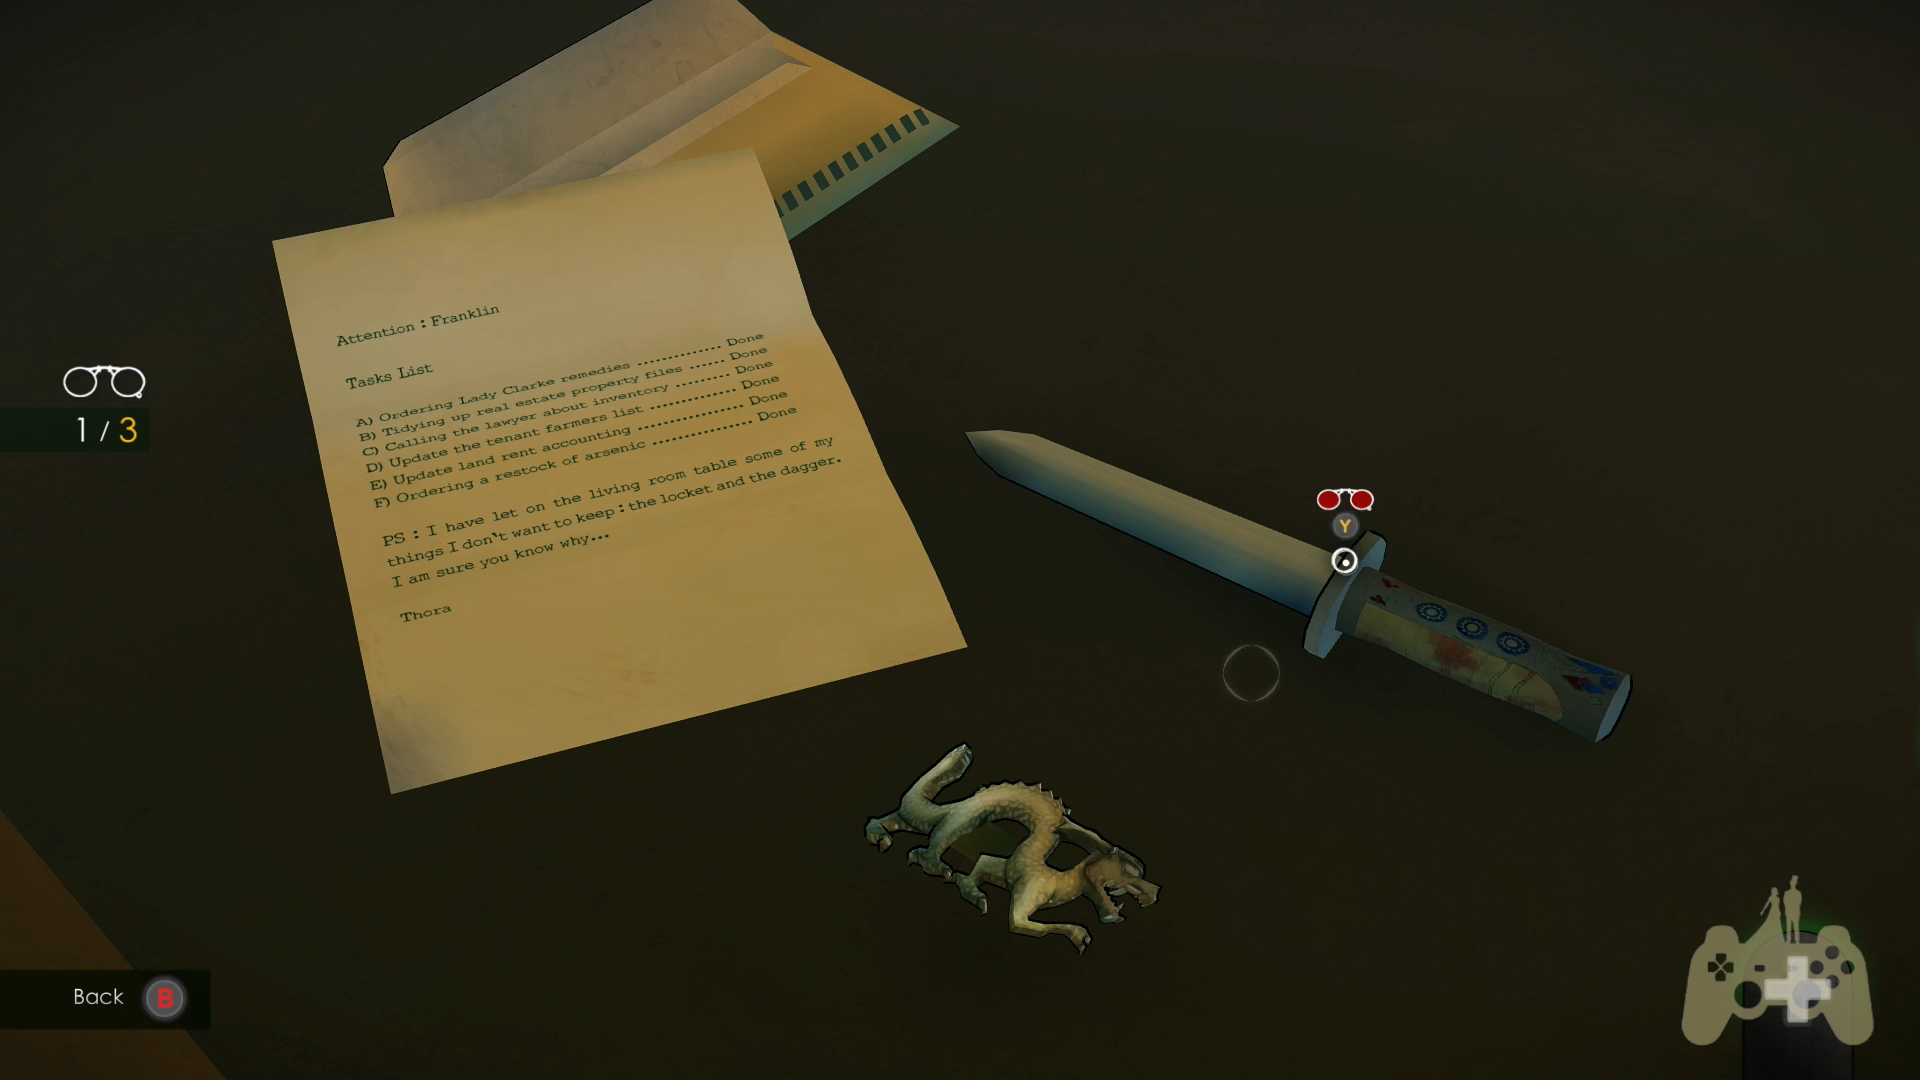 Attention : Franklin
Tasks List
A) Ordering Lady Clarke remedies ............ Done
B) Tidying up real estate property files ...... Done
C) Calling the lawyer about inventory ......... Done
D) Update the tenant farmers list ............. Done
E) Update land rent accounting ................ Done
F) Ordering a restock of arsenic ............... Done
PS : I have let on the living room table some of my
things I don't want to keep : the locket and the dagger.
I am sure you know why...
Thora
1 / 3
Y
Back B